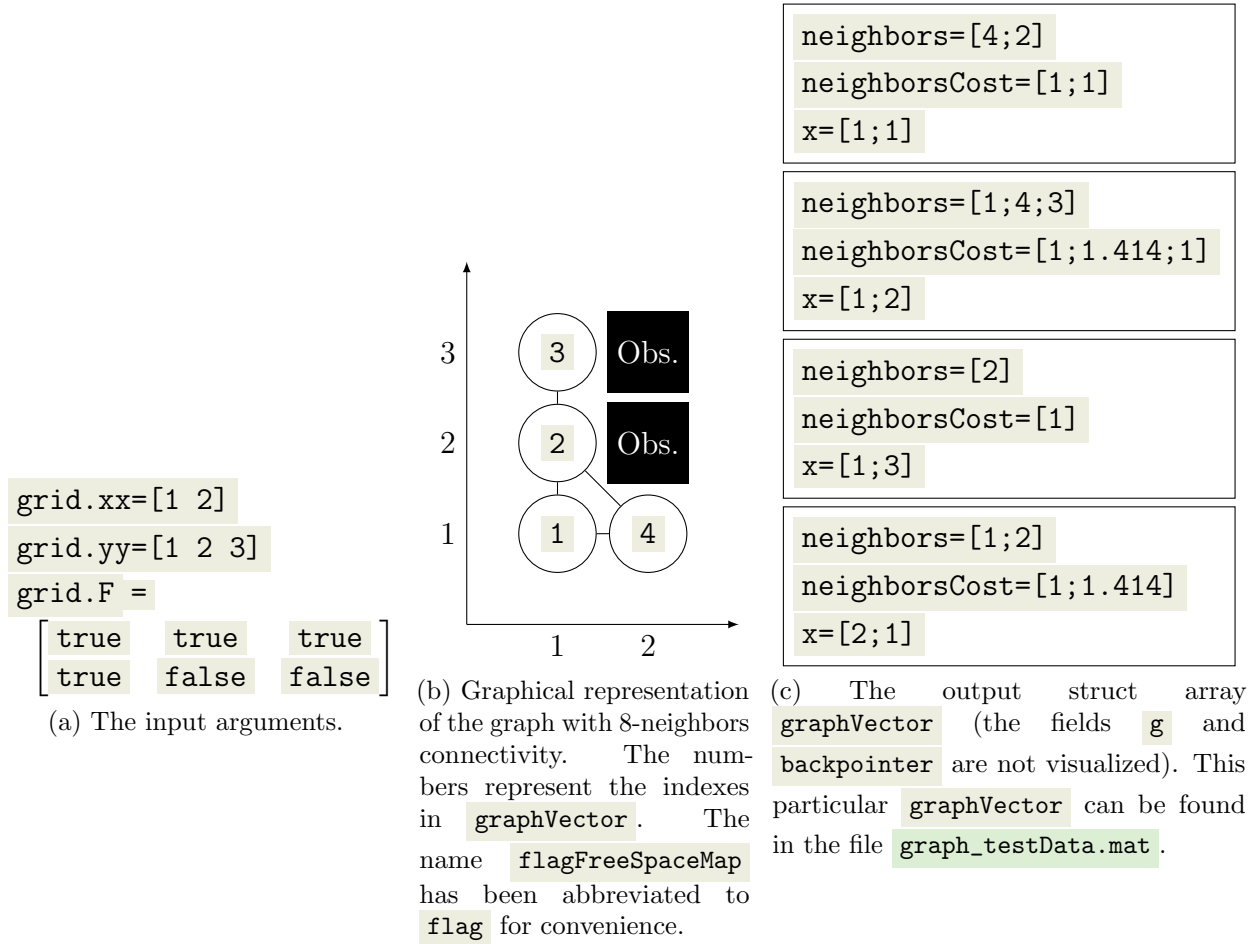 grid.xx=[1 2]
grid.yy=[1 2 3]
grid.F =
[true true true
true false false]
(a) The input arguments.
3
2
1
1 2
3 Obs.
2 Obs.
1 4
(b) Graphical representation
of the graph with 8-neighbors
connectivity. The num-
bers represent the indexes
in graphVector. The
name flagFreeSpaceMap
has been abbreviated to
flag for convenience.
neighbors=[4;2]
neighborsCost=[1;1]
x=[1;1]
neighbors=[1;4;3]
neighborsCost=[1;1.414;1]
x=[1;2]
neighbors=[2]
neighborsCost=[1]
x=[1;3]
neighbors=[1;2]
neighborsCost=[1;1.414]
x=[2;1]
(c) The output struct array
graphVector (the fields g and
backpointer are not visualized). This
particular graphVector can be found
in the file graph_testData.mat.